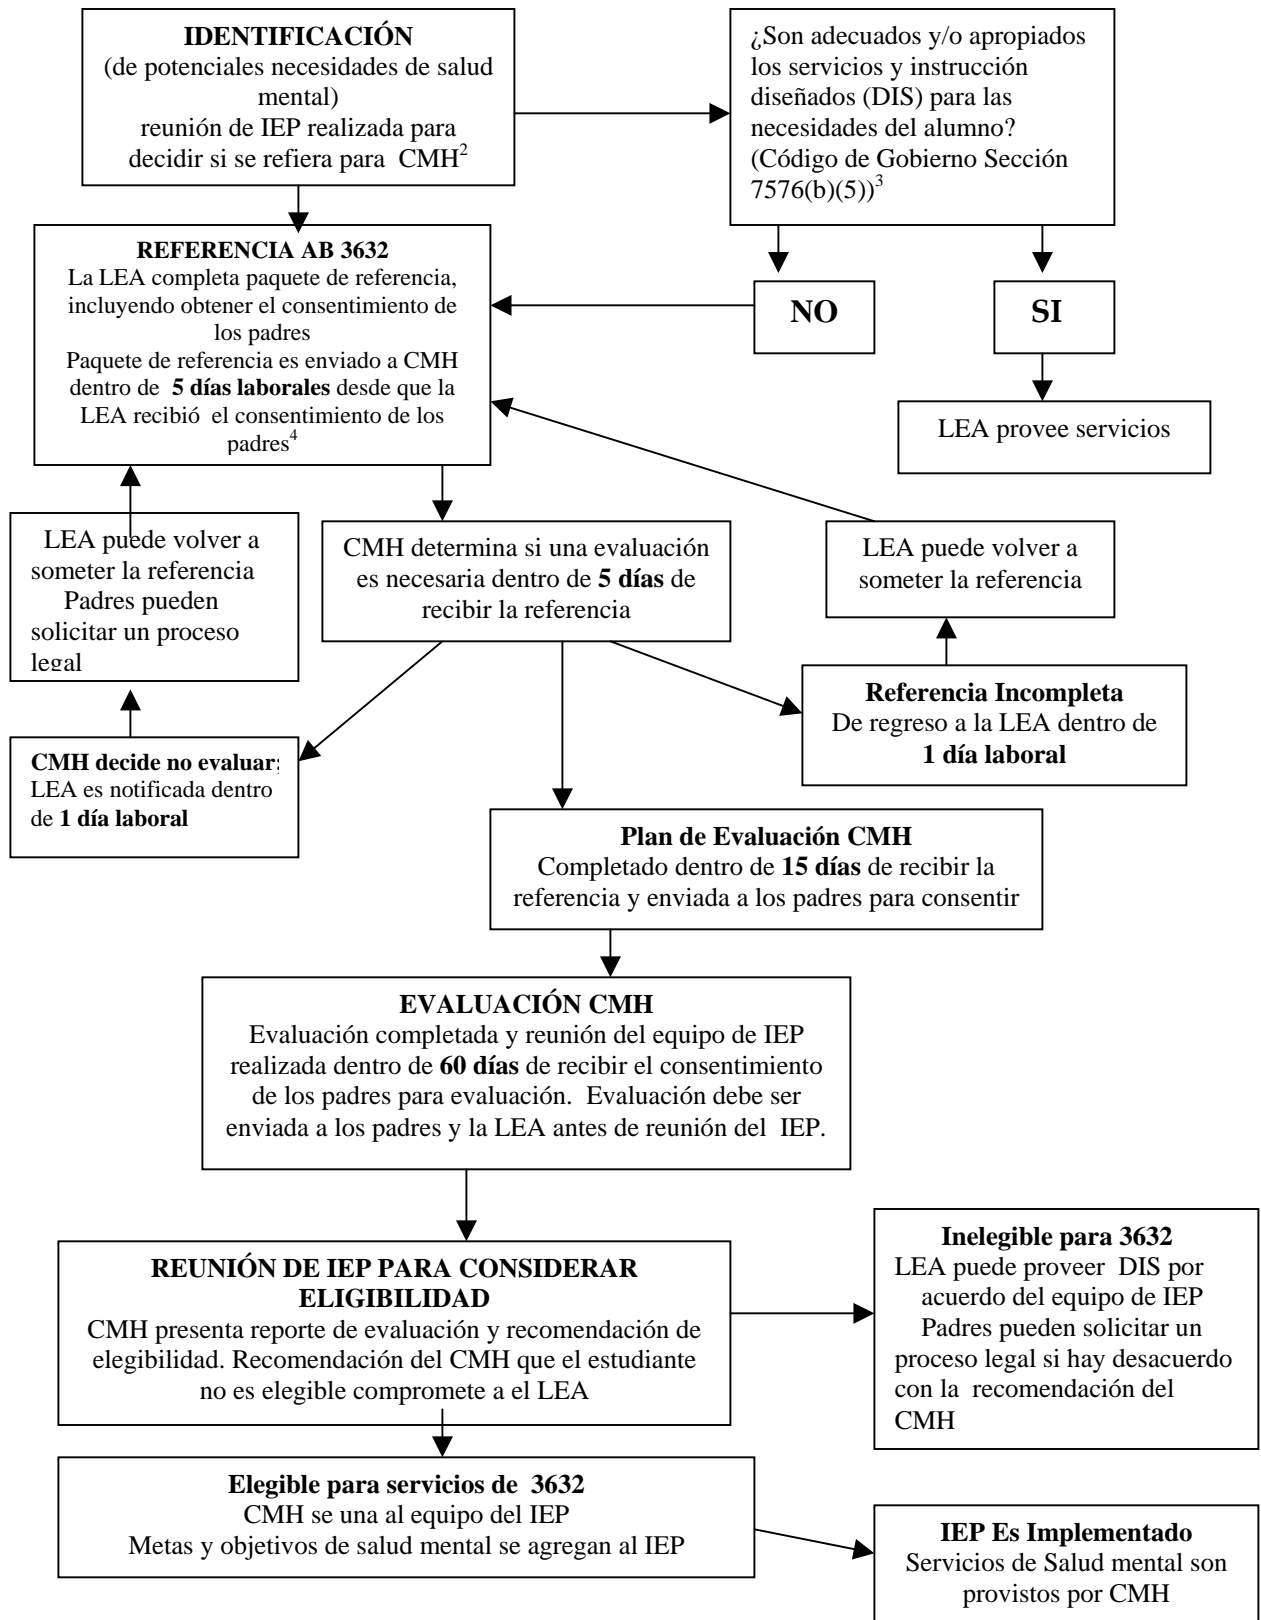 IDENTIFICACIÓN
(de potenciales necesidades de salud
mental)
reunión de IEP realizada para
decidir si se refiera para CMH²
¿Son adecuados y/o apropiados
los servicios y instrucción
diseñados (DIS) para las
necesidades del alumno?
(Código de Gobierno Sección
7576(b)(5))³
REFERENCIA AB 3632
La LEA completa paquete de referencia,
incluyendo obtener el consentimiento de
los padres
Paquete de referencia es enviado a CMH
dentro de 5 días laborales desde que la
LEA recibió el consentimiento de los
padres⁴
NO
SI
LEA provee servicios
LEA puede volver a
someter la referencia
Padres pueden
solicitar un proceso
legal
CMH determina si una evaluación
es necesaria dentro de 5 días de
recibir la referencia
LEA puede volver a
someter la referencia
Referencia Incompleta
De regreso a la LEA dentro de
1 día laboral
CMH decide no evaluar;
LEA es notificada dentro
de 1 día laboral
Plan de Evaluación CMH
Completado dentro de 15 días de recibir la
referencia y enviada a los padres para consentir
EVALUACIÓN CMH
Evaluación completada y reunión del equipo de IEP
realizada dentro de 60 días de recibir el consentimiento
de los padres para evaluación. Evaluación debe ser
enviada a los padres y la LEA antes de reunión del IEP.
REUNIÓN DE IEP PARA CONSIDERAR
ELIGIBILIDAD
CMH presenta reporte de evaluación y recomendación de
elegibilidad. Recomendación del CMH que el estudiante
no es elegible compromete a el LEA
Inelegible para 3632
LEA puede proveer DIS por
acuerdo del equipo de IEP
Padres pueden solicitar un
proceso legal si hay desacuerdo
con la recomendación del
CMH
Elegible para servicios de 3632
CMH se una al equipo del IEP
Metas y objetivos de salud mental se agregan al IEP
IEP Es Implementado
Servicios de Salud mental son
provistos por CMH